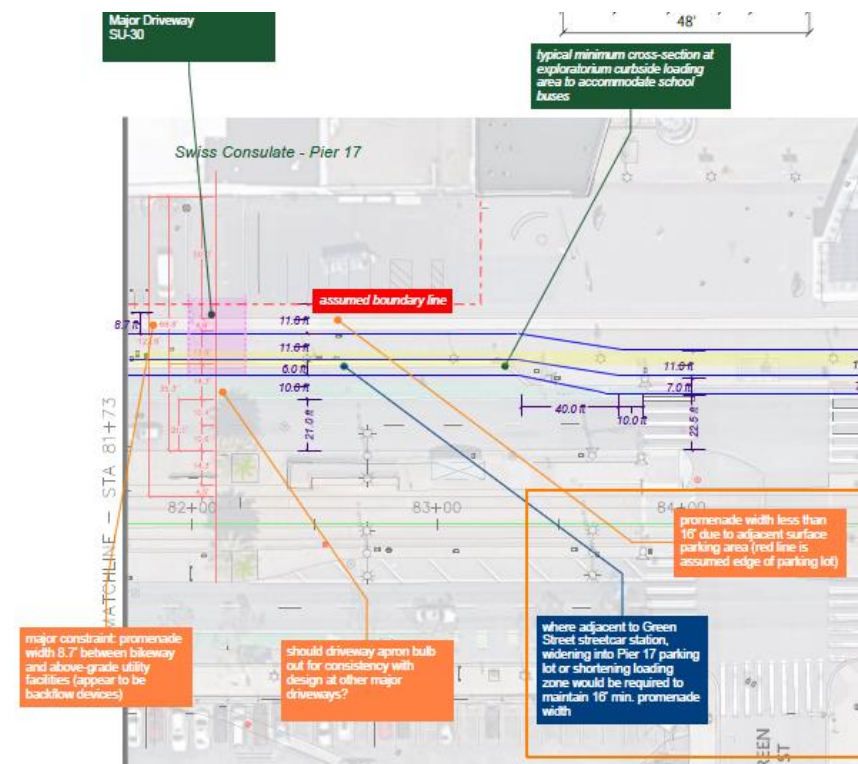 Major Driveway
SU-30
48'
typical minimum cross-section at
exploratorium curbside loading
area to accommodate school
buses
Swiss Consulate - Pier 17
assumed boundary line
8.7 ft
11.0 ft
11.0 ft
6.0 ft
10.0 ft
21.0 ft
11.0 ft
7.0 ft
40.0 ft
10.0 ft
22.5 ft
MATCHLINE - STA 81+73
82+00
83+00
84+00
promenade width less than
16' due to adjacent surface
parking area (red line is
assumed edge of parking lot)
major constraint: promenade
width 8.7' between bikeway
and above-grade utility
facilities (appear to be
backflow devices)
should driveway apron bulb
out for consistency with
design at other major
driveways?
where adjacent to Green
Street streetcar station,
widening into Pier 17 parking
lot or shortening loading
zone would be required to
maintain 16' min. promenade
width
ST